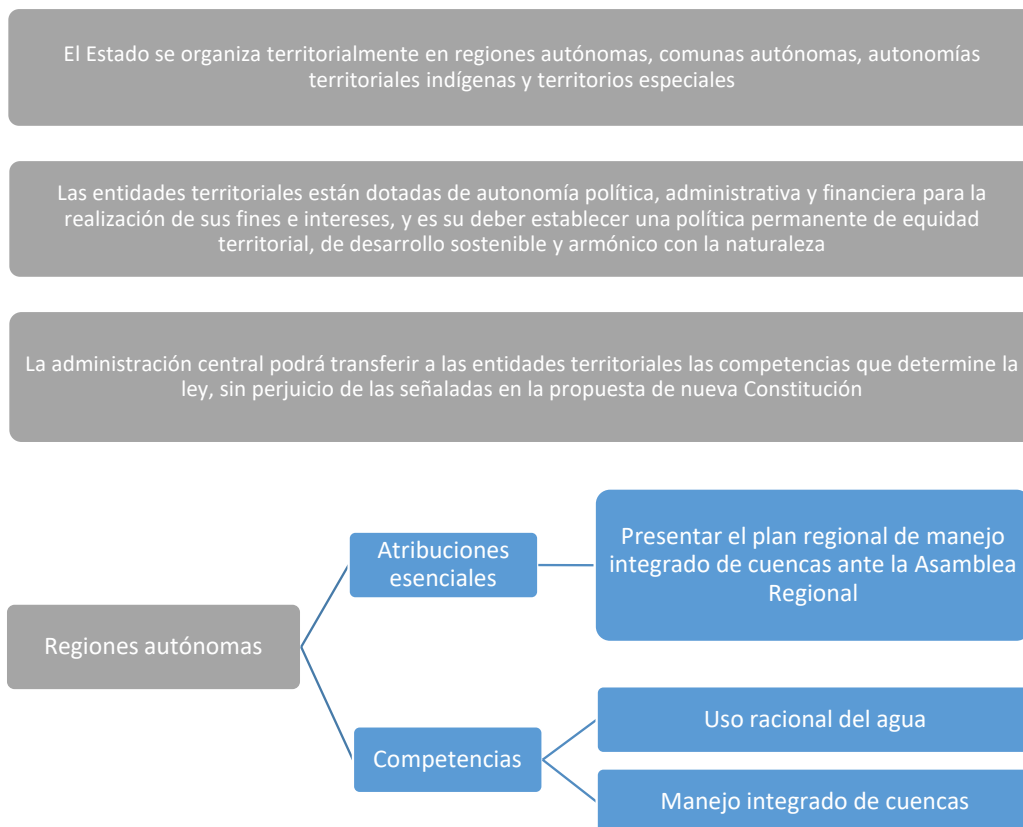 El Estado se organiza territorialmente en regiones autónomas, comunas autónomas, autonomías
territoriales indígenas y territorios especiales
Las entidades territoriales están dotadas de autonomía política, administrativa y financiera para la
realización de sus fines e intereses, y es su deber establecer una política permanente de equidad
territorial, de desarrollo sostenible y armónico con la naturaleza
La administración central podrá transferir a las entidades territoriales las competencias que determine la
ley, sin perjuicio de las señaladas en la propuesta de nueva Constitución
Regiones autónomas
Atribuciones
esenciales
Presentar el plan regional de manejo
integrado de cuencas ante la Asamblea
Regional
Competencias
Uso racional del agua
Manejo integrado de cuencas